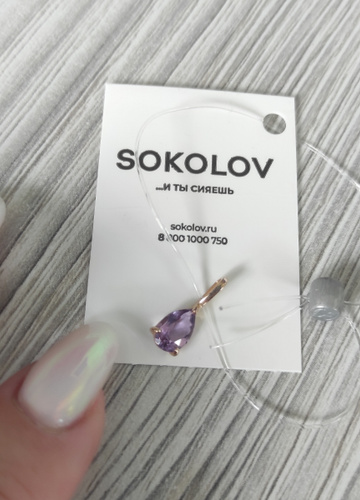 SOKOLOV
...И ТЫ СИЯЕШЬ
sokolov.ru
8 800 1000 750